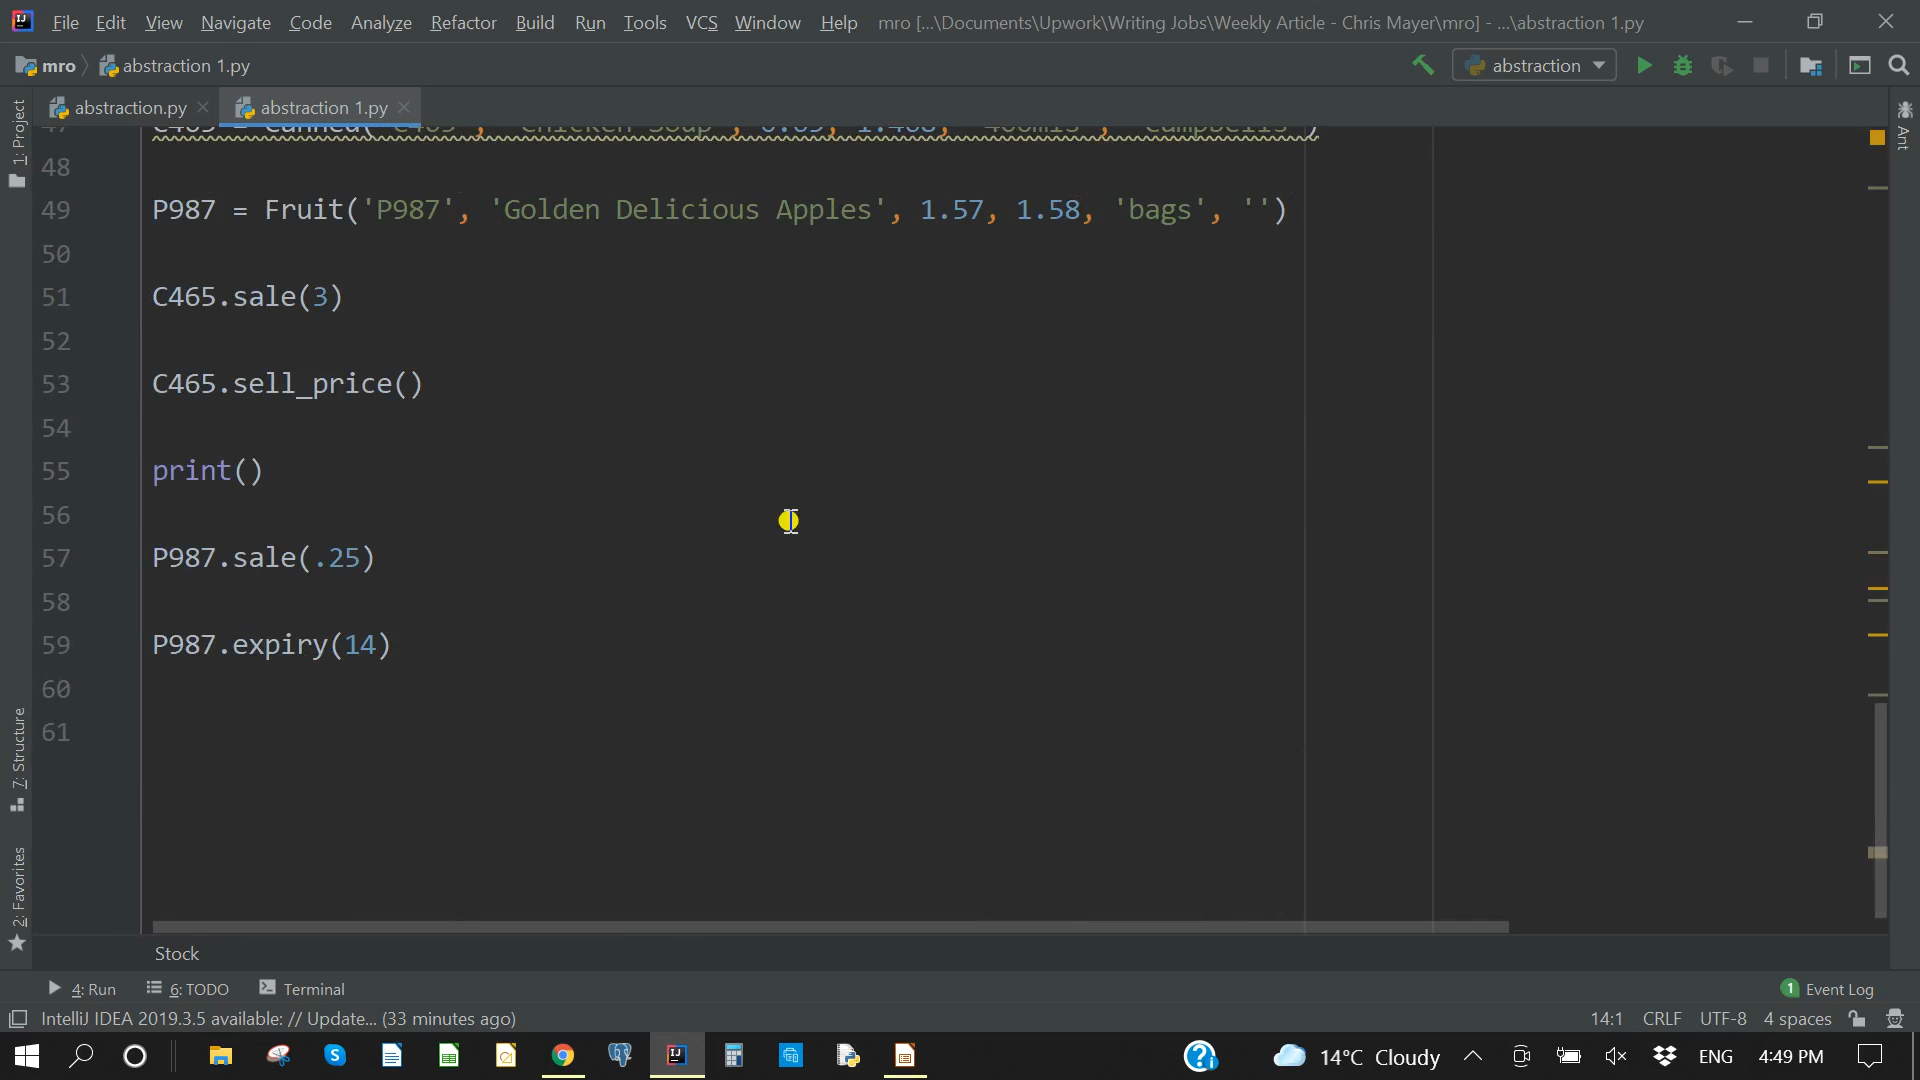 File Edit View Navigate Code Analyze Refactor Build Run Tools VCS Window Help mro [...\Documents\Upwork\Writing Jobs\Weekly Article - Chris Mayer\mro] - ...\abstraction 1.py
mro abstraction 1.py abstraction
abstraction.py abstraction 1.py
1: Project
Ant
48
49 P987 = Fruit('P987', 'Golden Delicious Apples', 1.57, 1.58, 'bags', '')
50
51 C465.sale(3)
52
53 C465.sell_price()
54
55 print()
56
57 P987.sale(.25)
58
59 P987.expiry(14)
60
61
7: Structure
2: Favorites
Stock
4: Run 6: TODO Terminal 1 Event Log
IntelliJ IDEA 2019.3.5 available: // Update... (33 minutes ago) 14:1 CRLF UTF-8 4 spaces
14°C Cloudy ENG 4:49 PM